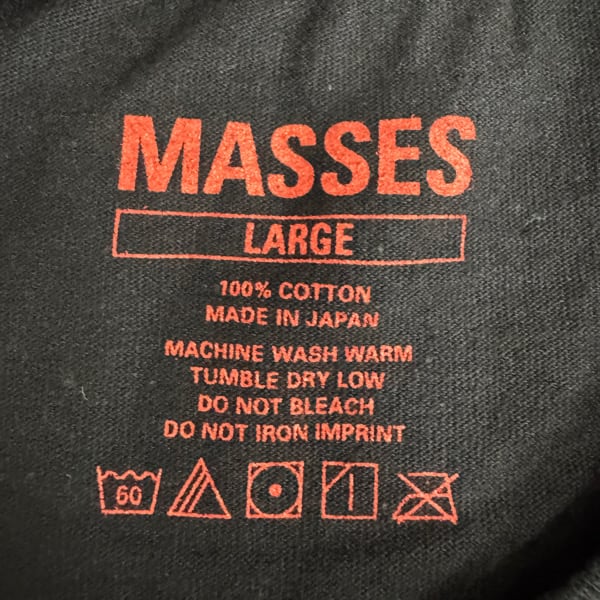 MASSES
LARGE
100% COTTON
MADE IN JAPAN
MACHINE WASH WARM
TUMBLE DRY LOW
DO NOT BLEACH
DO NOT IRON IMPRINT
60